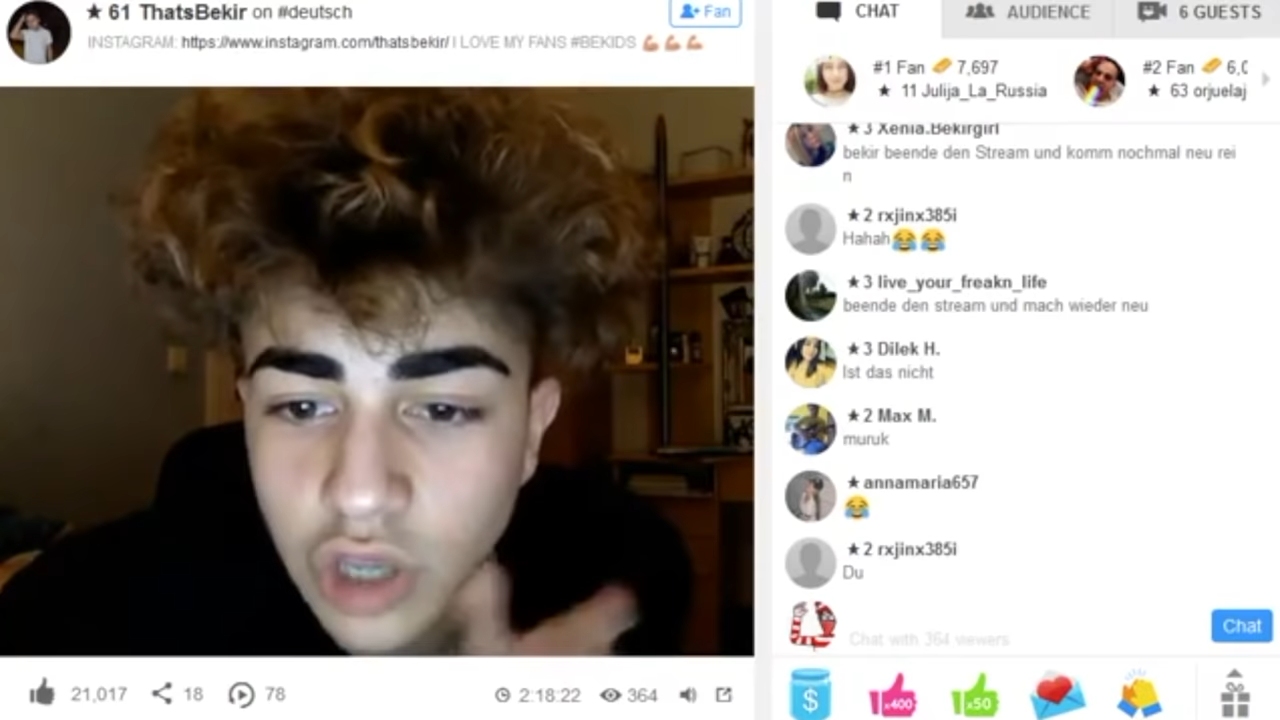 ★ 61 ThatsBekir on #deutsch
Fan
INSTAGRAM: https://www.instagram.com/thatsbekir/ I LOVE MY FANS #BEKIDS 💪💪💪
CHAT
AUDIENCE
6 GUESTS
#1 Fan 7,697
★ 11 Julija_La_Russia
#2 Fan 6,0
★ 63 orjuelaj
★ 3 Xenia.Bekirgirl
bekir beende den Stream und komm nochmal neu rei
n
★ 2 rxjinx385i
Hahah😂😂
★ 3 live_your_freakn_life
beende den stream und mach wieder neu
★ 3 Dilek H.
Ist das nicht
★ 2 Max M.
muruk
★ annamaria657
😂
★ 2 rxjinx385i
Du
Chat with 364 viewers
Chat
21,017
18
78
2:18:22
364
$
x400
x50